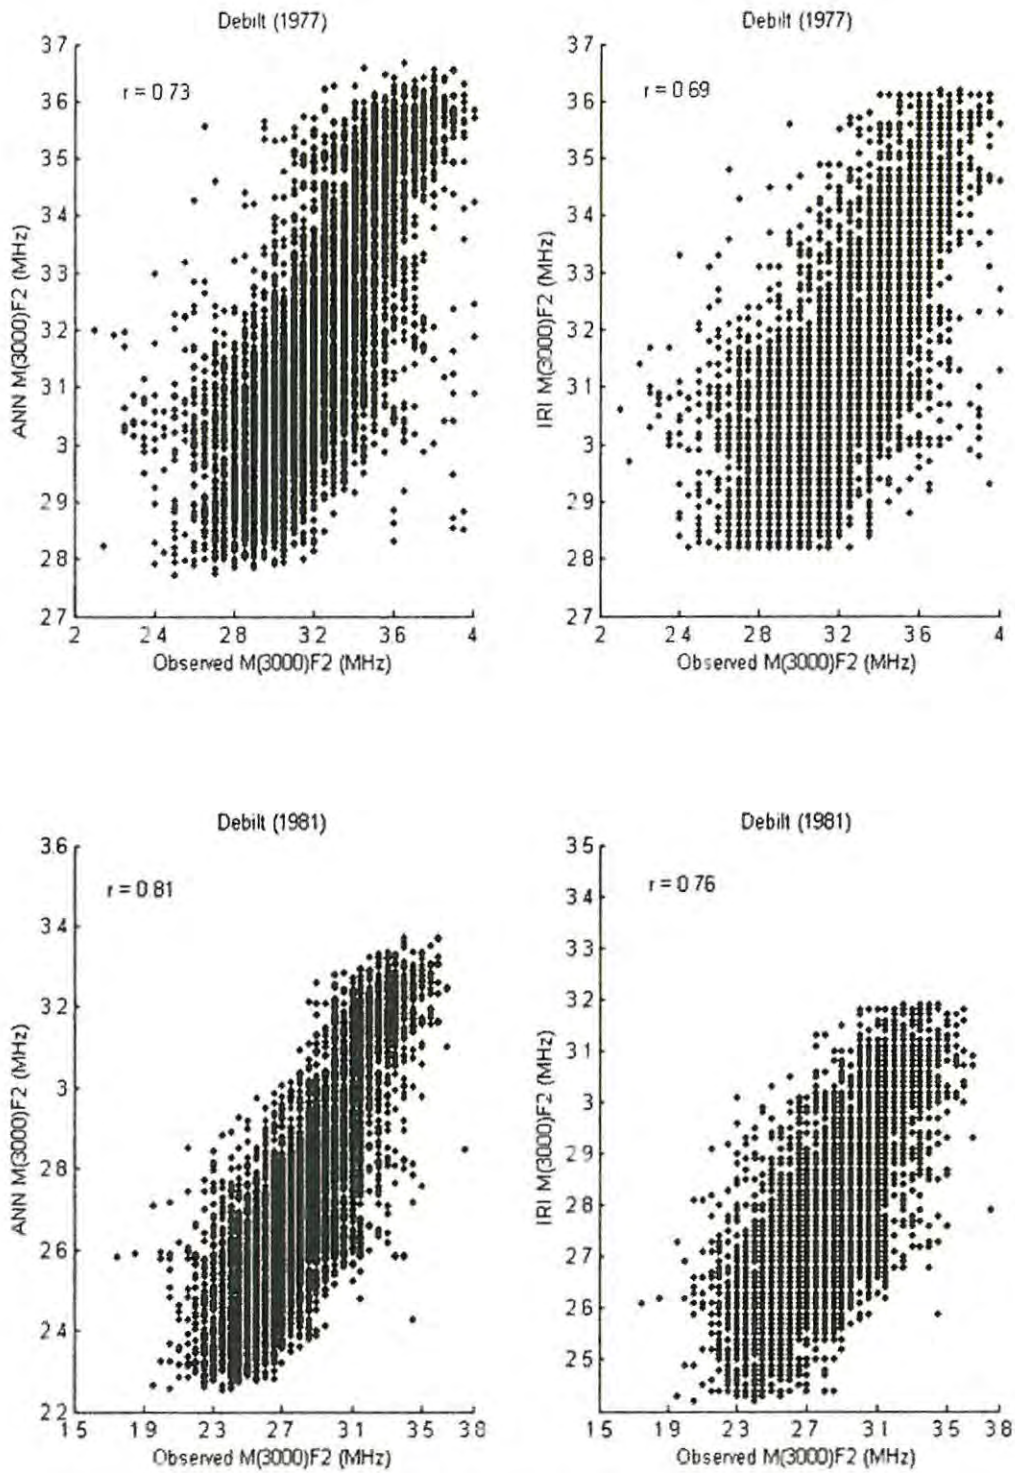 Debilt (1977)
r = 0 73
3 7
3 6
3 5
3 4
3 3
3 2
3 1
3
2 9
2 8
2 7
ANN M(3000)F2 (MHz)
2 2 4 2 8 3 2 3 6 4
Observed M(3000)F2 (MHz)
Debilt (1977)
r = 0 69
3 7
3 6
3 5
3 4
3 3
3 2
3 1
3
2 9
2 8
2 7
IRI M(3000)F2 (MHz)
2 2 4 2 8 3 2 3 6 4
Observed M(3000)F2 (MHz)
Debilt (1981)
r = 0 81
3 6
3 4
3 2
3
2 8
2 6
2 4
2 2
ANN M(3000)F2 (MHz)
1 5 1 9 2 3 2 7 3 1 3 5 3 8
Observed M(3000)F2 (MHz)
Debilt (1981)
r = 0 76
3 5
3 4
3 3
3 2
3 1
3
2 9
2 8
2 7
2 6
2 5
IRI M(3000)F2 (MHz)
1 5 1 9 2 3 2 7 3 1 3 5 3 8
Observed M(3000)F2 (MHz)